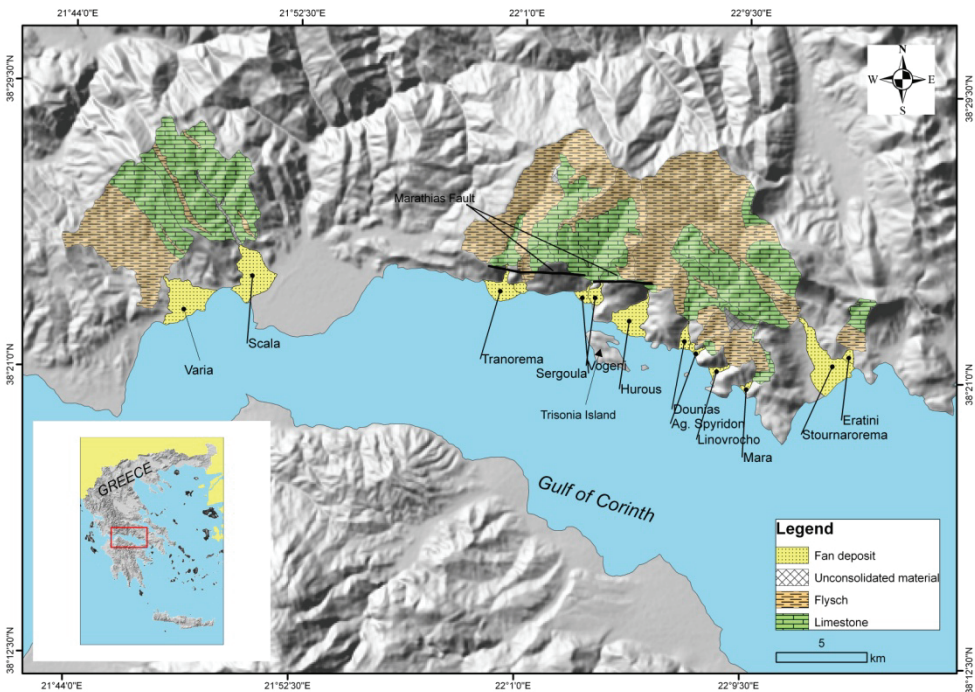 21°44'0"E
21°52'30"E
22°1'0"E
22°9'30"E
38°29'30"N
38°29'30"N
N
W E
S
Marathias Fault
Scala
Varia
Tranorema
Sergoula
Vogeni
Hurous
Trisonia Island
Dounias
Ag. Spyridon
Linovrocho
Mara
Eratini
Stournarorema
38°21'0"N
38°21'0"N
Gulf of Corinth
GREECE
Legend
Fan deposit
Unconsolidated material
Flysch
Limestone
5
km
38°12'30"N
38°12'30"N
21°44'0"E
21°52'30"E
22°1'0"E
22°9'30"E